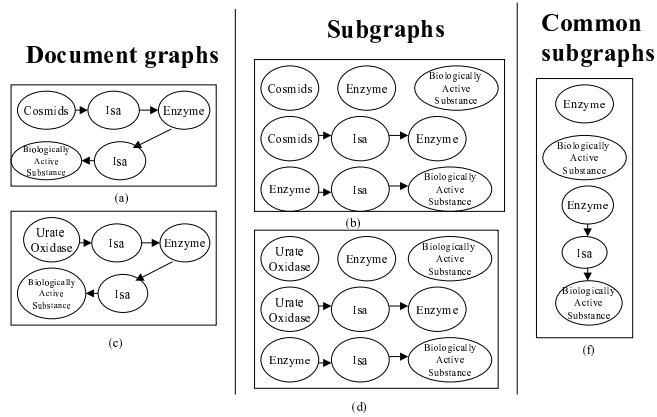 Document graphs
Cosmids
Isa
Enzyme
Biologically
Active
Substance
Isa
(a)
Urate
Oxidase
Isa
Enzyme
Biologically
Active
Substance
Isa
(c)
Subgraphs
Cosmids
Enzyme
Biologically
Active
Substance
Cosmids
Isa
Enzyme
Enzyme
Isa
Biologically
Active
Substance
(b)
Urate
Oxidase
Enzyme
Biologically
Active
Substance
Urate
Oxidase
Isa
Enzyme
Enzyme
Isa
Biologically
Active
Substance
(d)
Common
subgraphs
Enzyme
Biologically
Active
Substance
Enzyme
Isa
Biologically
Active
Substance
(f)